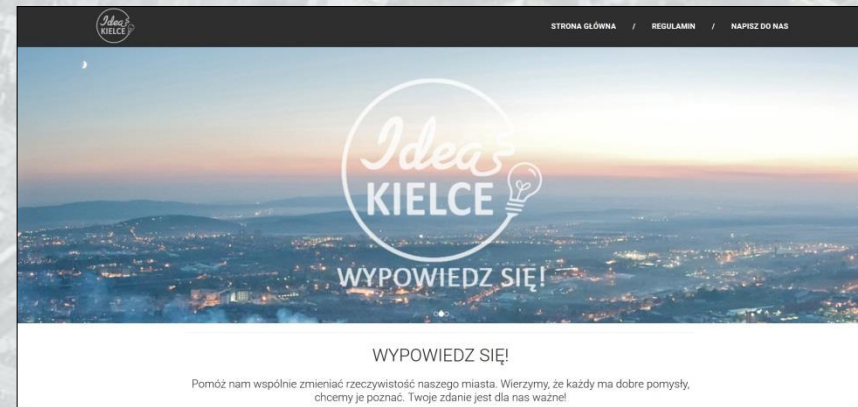 Idea
KIELCE
STRONA GŁÓWNA / REGULAMIN / NAPISZ DO NAS
Idea
KIELCE
WYPOWIEDZ SIĘ!
WYPOWIEDZ SIĘ!
Pomóż nam wspólnie zmieniać rzeczywistość naszego miasta. Wierzymy, że każdy ma dobre pomysły,
chcemy je poznać. Twoje zdanie jest dla nas ważne!